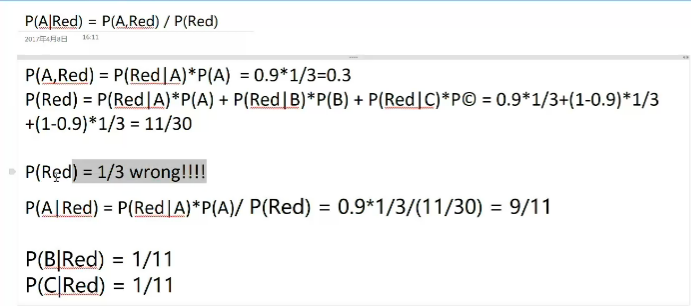 P(A|Red) = P(A,Red) / P(Red)
2017年4月8日 16:11
P(A,Red) = P(Red|A)*P(A) = 0.9*1/3=0.3
P(Red) = P(Red|A)*P(A) + P(Red|B)*P(B) + P(Red|C)*P© = 0.9*1/3+(1-0.9)*1/3
+(1-0.9)*1/3 = 11/30
P(Red) = 1/3 wrong!!!!
P(A|Red) = P(Red|A)*P(A)/ P(Red) = 0.9*1/3/(11/30) = 9/11
P(B|Red) = 1/11
P(C|Red) = 1/11